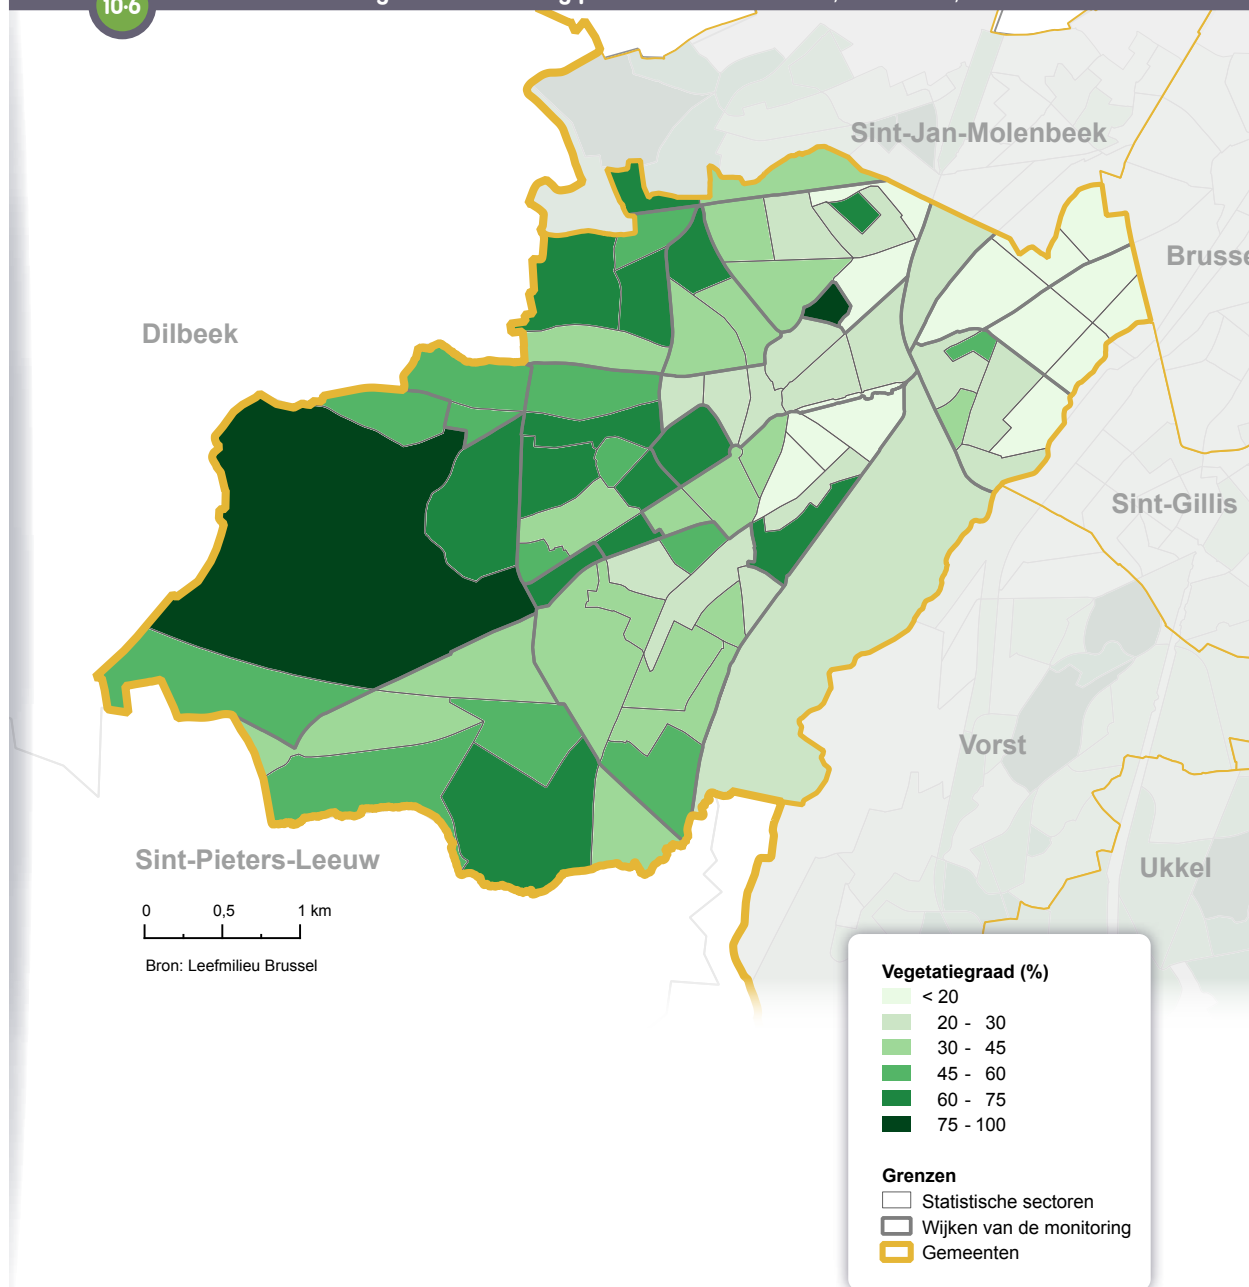 10·6
Sint-Jan-Molenbeek
Dilbeek
Sint-Gillis
Vorst
Sint-Pieters-Leeuw
Ukkel
0 0,5 1 km
Bron: Leefmilieu Brussel
Vegetatiegraad (%)
< 20
20 - 30
30 - 45
45 - 60
60 - 75
75 - 100
Grenzen
Statistische sectoren
Wijken van de monitoring
Gemeenten